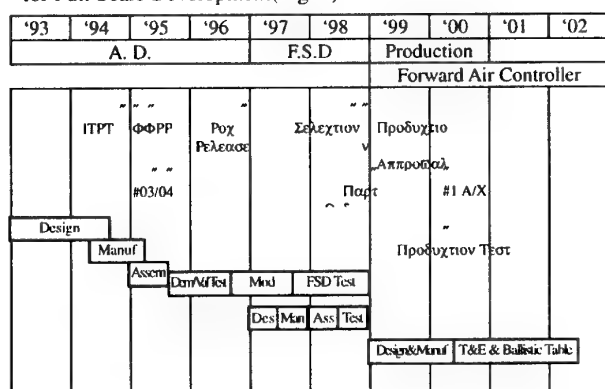 '93 '94 '95 '96 '97 '98 '99 '00 '01 '02
A. D. F.S.D Production
Forward Air Controller
ΙΤΡΤ ΦΦΡΡ Ροχ Σελεχτιον Προδυχτιο
Ρελεασε ν
„Αππροϖαλ„
#03/04 Παρτ #1 A/X
Design
Manuf Προδυχτιον Τεστ
Assem Dem/Val Test Mod FSD Test
Des Man Ass Test
Design&Manuf T&E & Ballistic Table